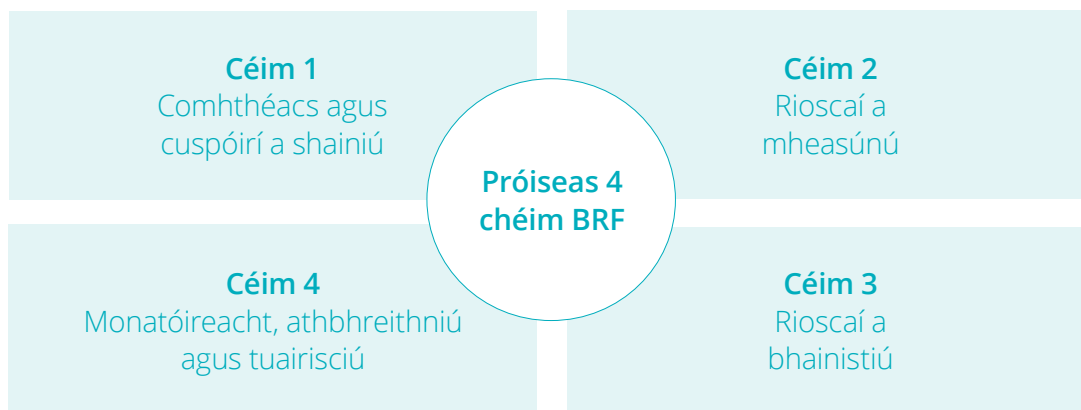 Céim 1
Comhthéacs agus
cuspóirí a shainiú
Céim 2
Rioscaí a
mheasúnú
Próiseas 4
chéim BRF
Céim 4
Monatóireacht, athbhreithniú
agus tuairisciú
Céim 3
Rioscaí a
bhainistiú